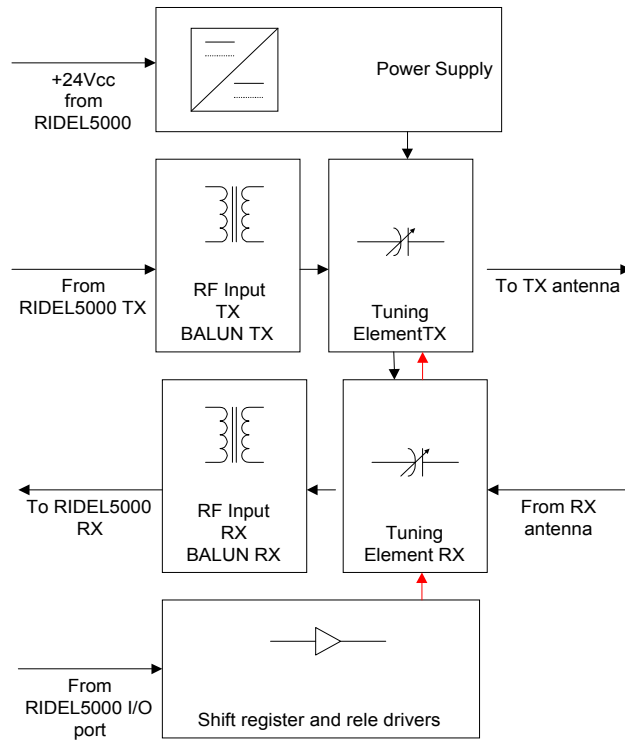 Power Supply
+24Vcc
from
RIDEL5000
From
RIDEL5000 TX
RF Input
TX
BALUN TX
Tuning
ElementTX
To TX antenna
To RIDEL5000
RX
RF Input
RX
BALUN RX
Tuning
Element RX
From RX
antenna
From
RIDEL5000 I/O
port
Shift register and rele drivers